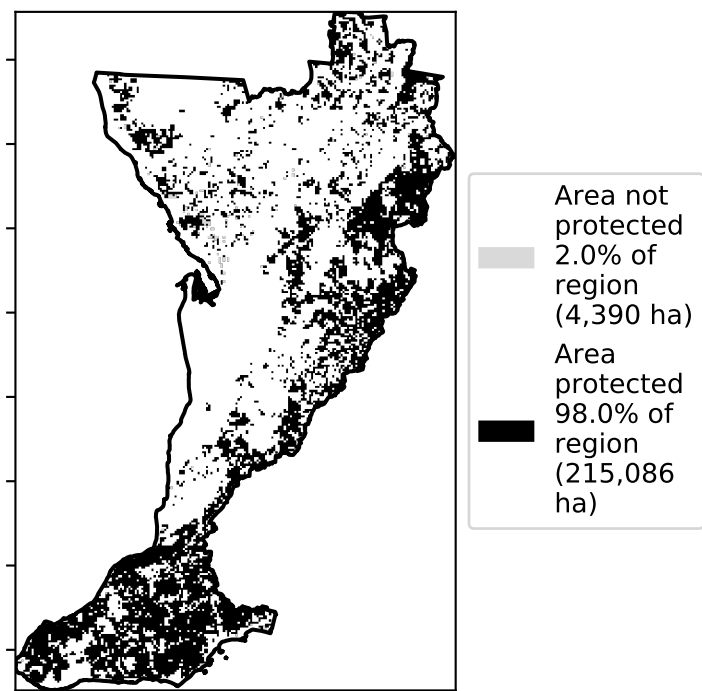 Area not
protected
2.0% of
region
(4,390 ha)
Area
protected
98.0% of
region
(215,086
ha)